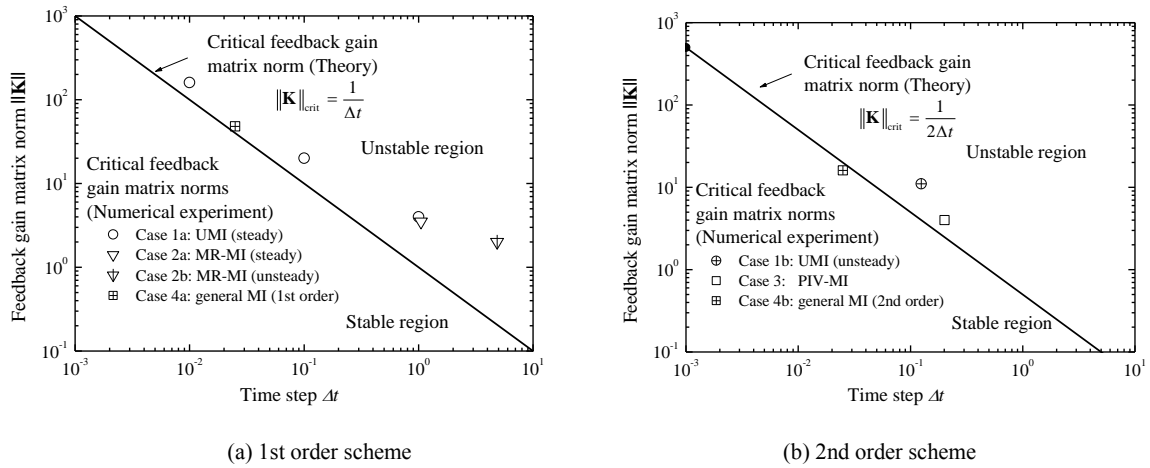 10³
10²
10¹
10⁰
10⁻¹
10⁻³
10⁻²
10⁻¹
10⁰
10¹
Feedback gain matrix norm ||K||
Time step Δt
Critical feedback gain
matrix norm (Theory)
||K||crit = 1/Δt
Unstable region
Critical feedback
gain matrix norms
(Numerical experiment)
Case 1a: UMI (steady)
Case 2a: MR-MI (steady)
Case 2b: MR-MI (unsteady)
Case 4a: general MI (1st order)
Stable region
(a) 1st order scheme
10³
10²
10¹
10⁰
10⁻¹
10⁻³
10⁻²
10⁻¹
10⁰
10¹
Feedback gain matrix norm ||K||
Time step Δt
Critical feedback gain
matrix norm (Theory)
||K||crit = 1/2Δt
Unstable region
Critical feedback
gain matrix norms
(Numerical experiment)
Case 1b: UMI (unsteady)
Case 3: PIV-MI
Case 4b: general MI (2nd order)
Stable region
(b) 2nd order scheme